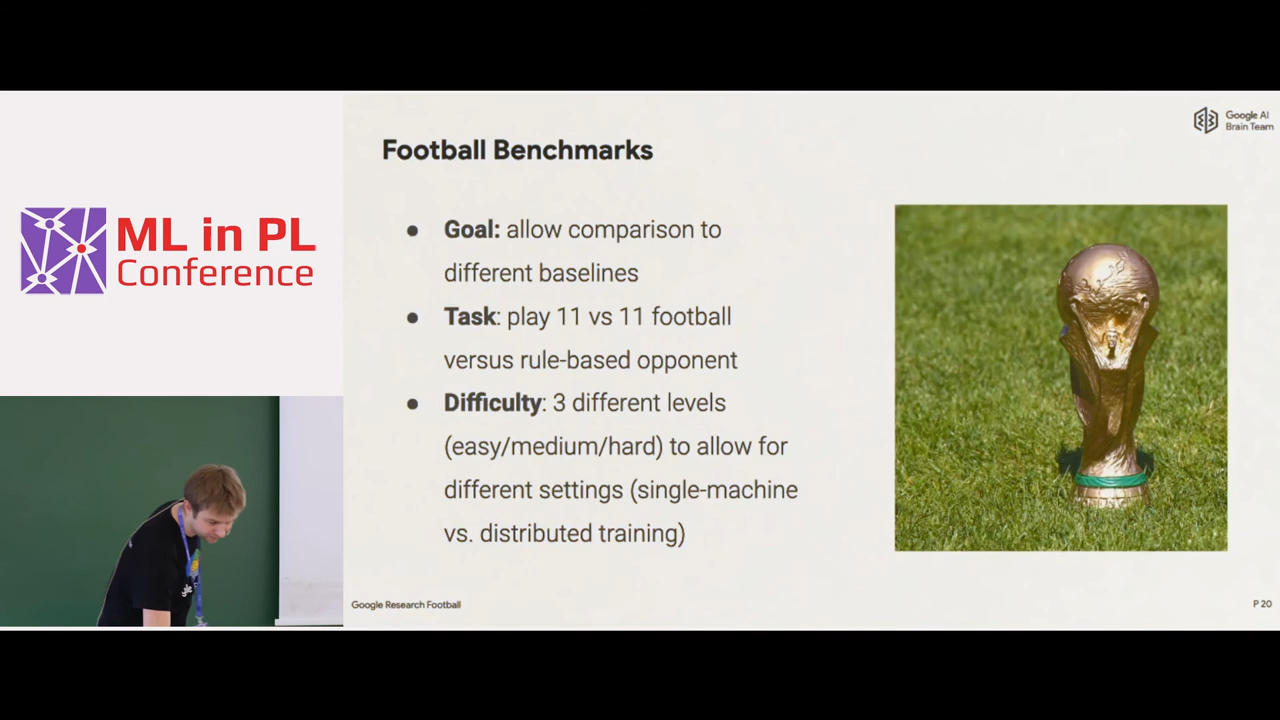 Google AI
Brain Team
Football Benchmarks
ML in PL
Conference
● Goal: allow comparison to
different baselines
● Task: play 11 vs 11 football
versus rule-based opponent
● Difficulty: 3 different levels
(easy/medium/hard) to allow for
different settings (single-machine
vs. distributed training)
Google Research Football
P 20